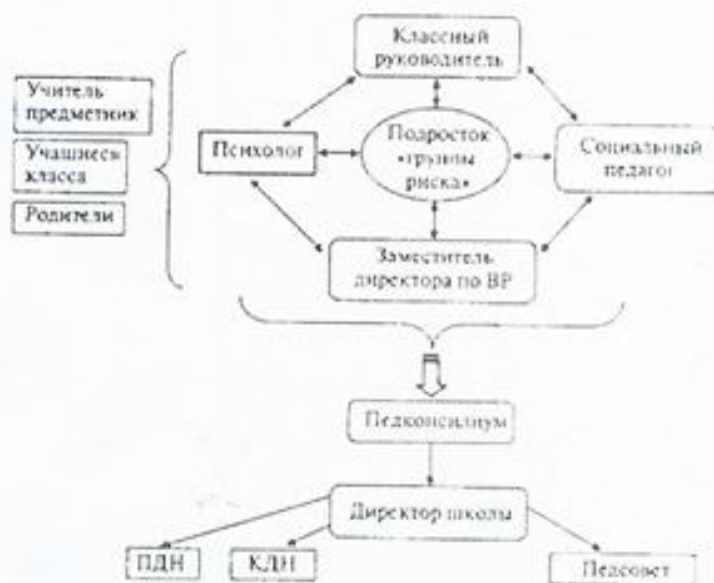 Классный
руководитель
Учитель
предметник
Учащиеся
класса
Родители
Психолог
Подросток
«группы
риска»
Социальный
педагог
Заместитель
директора по ВР
Педконсилиум
Директор школы
ПДН
КДН
Педсовет